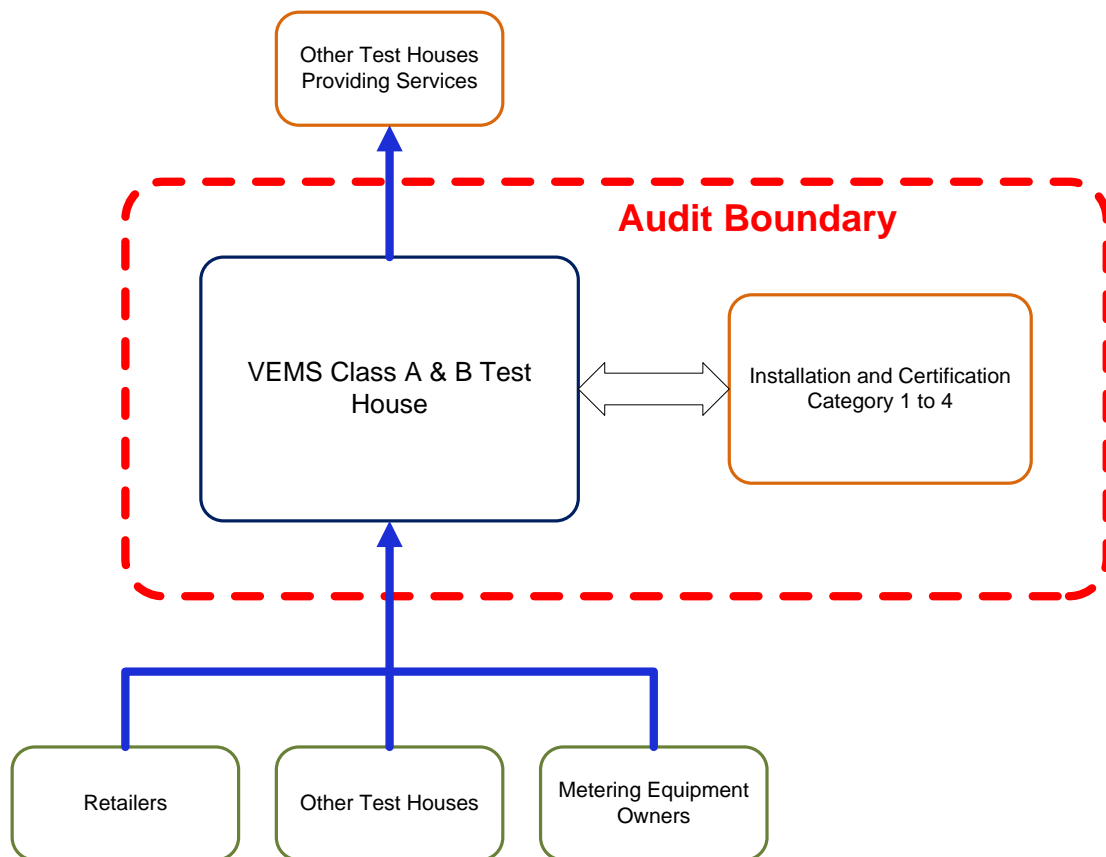 Other Test Houses
Providing Services
Audit Boundary
VEMS Class A & B Test
House
Installation and Certification
Category 1 to 4
Retailers
Other Test Houses
Metering Equipment
Owners